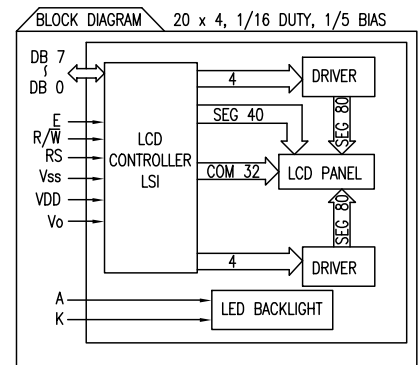 BLOCK DIAGRAM 20 x 4, 1/16 DUTY, 1/5 BIAS
DB 7
∫
DB 0
E
R/W̅
RS
Vss
VDD
Vo
A
K
LCD
CONTROLLER
LSI
4
SEG 40
COM 32
4
DRIVER
SEG 80
LCD PANEL
SEG 80
DRIVER
LED BACKLIGHT